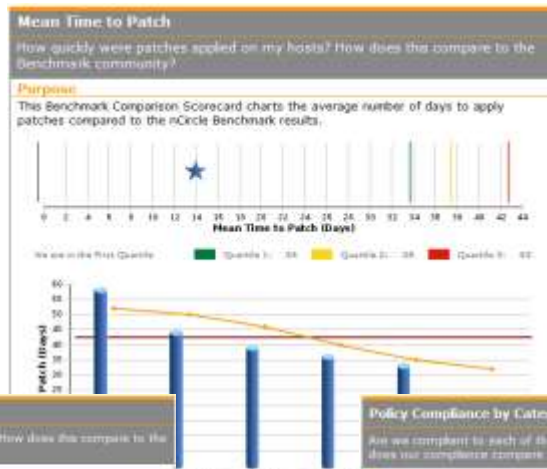 Mean Time to Patch
How quickly were patches applied on my hosts? How does this compare to the
Benchmark community?
Purpose
This Benchmark Comparison Scorecard charts the average number of days to apply
patches compared to the nCircle Benchmark results.
0 2 4 6 8 10 12 14 16 18 20 22 24 26 28 30 32 34 36 38 40 42 44
Mean Time to Patch (Days)
We are in the First Quartile Quartile 1: Quartile 2: Quartile 3:
60
50
40
30
20
Patch (Days)
How does this compare to the
Policy Compliance by Cate
Are we compliant to each of th
does our compliance compare